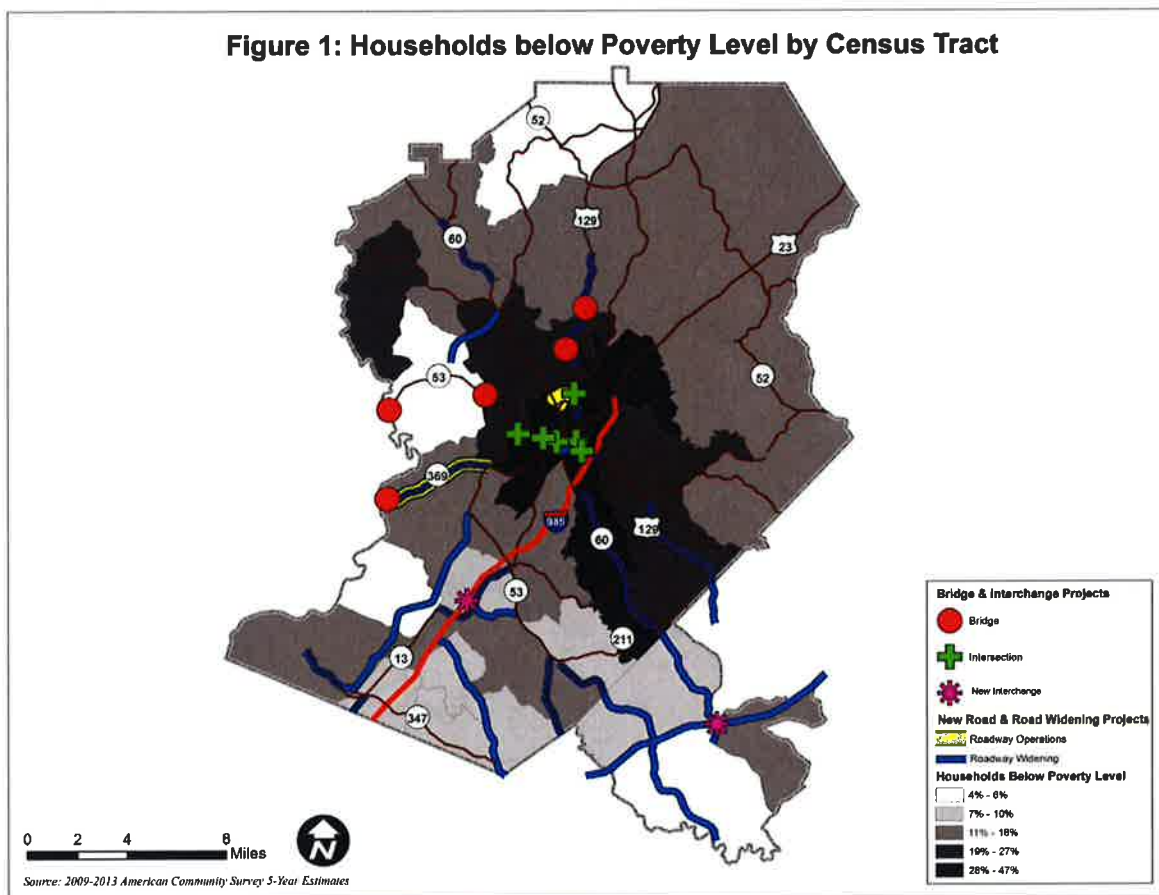 Figure 1: Households below Poverty Level by Census Tract
52
129
60
23
53
52
369
985
60
129
53
211
13
347
Bridge & Interchange Projects
Bridge
Intersection
New Interchange
New Road & Road Widening Projects
Roadway Operations
Roadway Widening
Households Below Poverty Level
4% - 6%
7% - 10%
11% - 18%
19% - 27%
28% - 47%
0 2 4 8
Miles
N
Source: 2009-2013 American Community Survey 5-Year Estimates